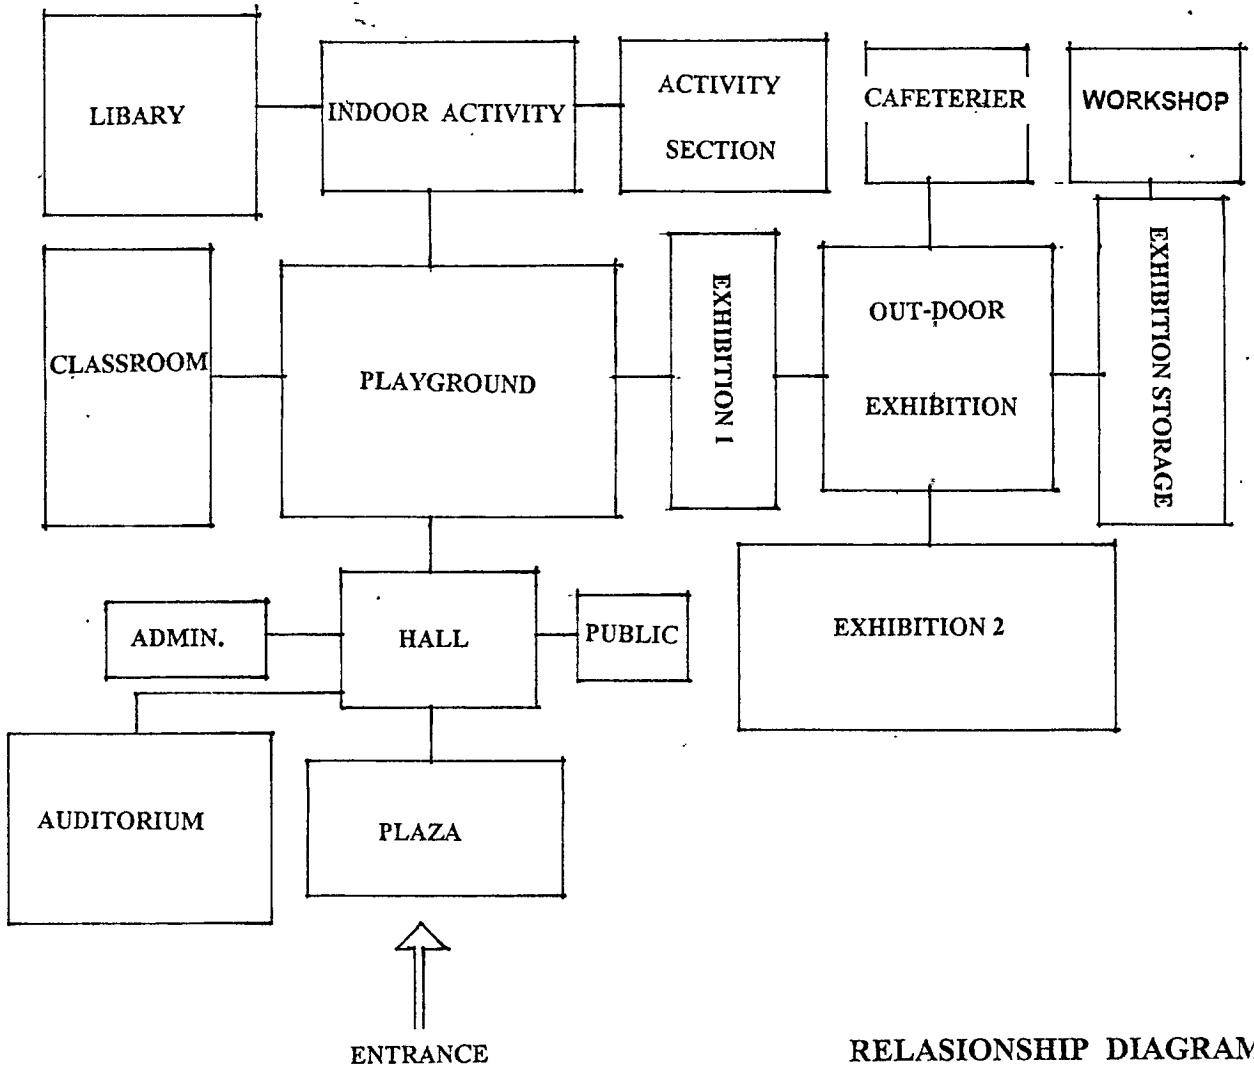 LIBARY
INDOOR ACTIVITY
ACTIVITY
SECTION
CAFETERIER
WORKSHOP
CLASSROOM
PLAYGROUND
EXHIBITION 1
OUT-DOOR
EXHIBITION
EXHIBITION STORAGE
ADMIN.
HALL
PUBLIC
EXHIBITION 2
AUDITORIUM
PLAZA
ENTRANCE
RELASIONSHIP DIAGRAM